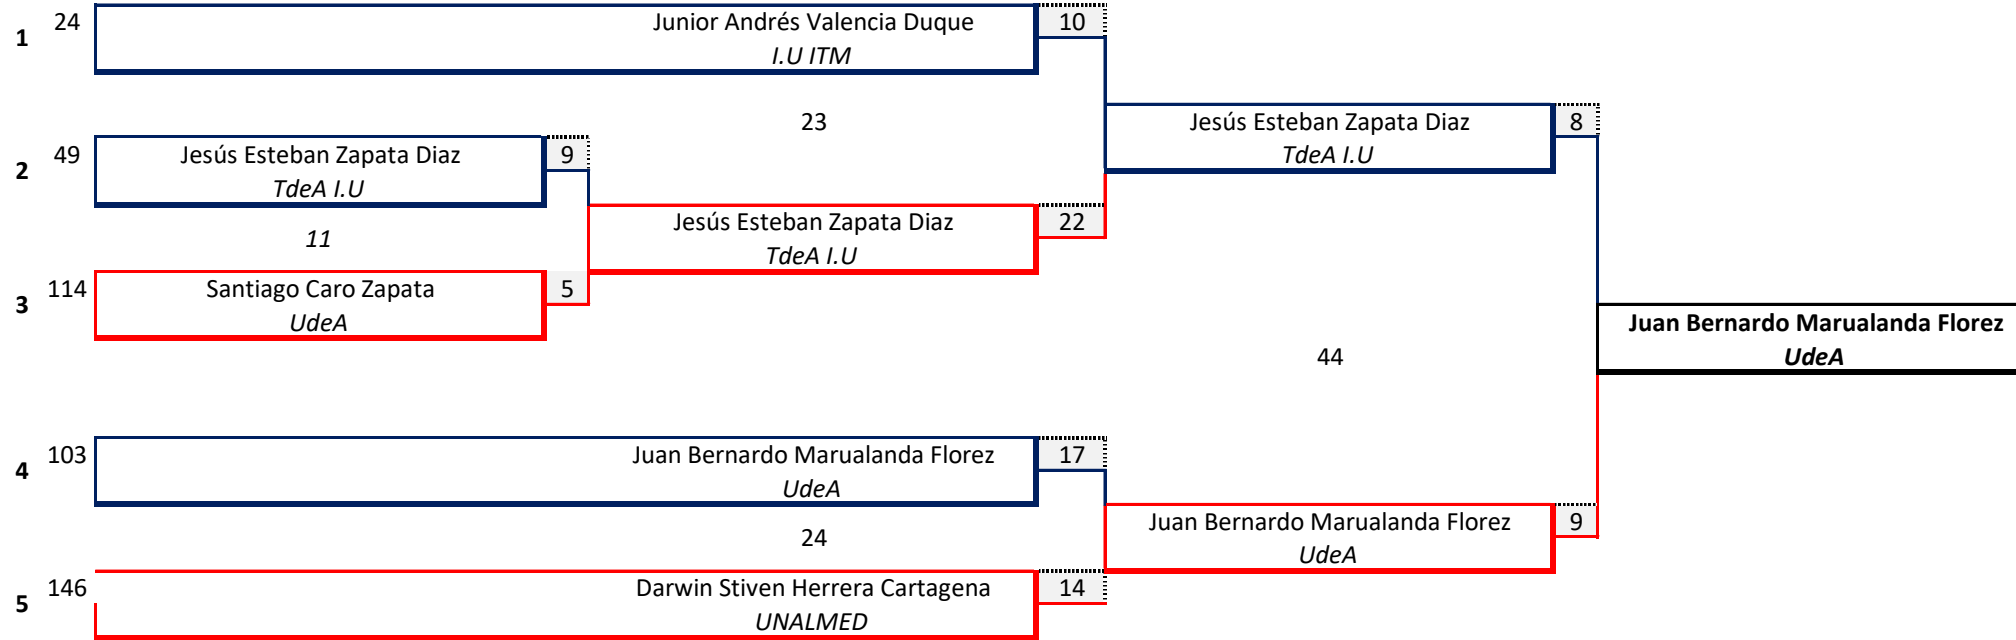 1 24 Junior Andrés Valencia Duque 10
I.U ITM
23
Jesús Esteban Zapata Diaz 8
TdeA I.U
2 49 Jesús Esteban Zapata Diaz 9
TdeA I.U
Jesús Esteban Zapata Diaz 22
TdeA I.U
11
3 114 Santiago Caro Zapata 5
UdeA
Juan Bernardo Marualanda Florez
UdeA
44
4 103 Juan Bernardo Marualanda Florez 17
UdeA
Juan Bernardo Marualanda Florez 9
UdeA
24
5 146 Darwin Stiven Herrera Cartagena 14
UNALMED